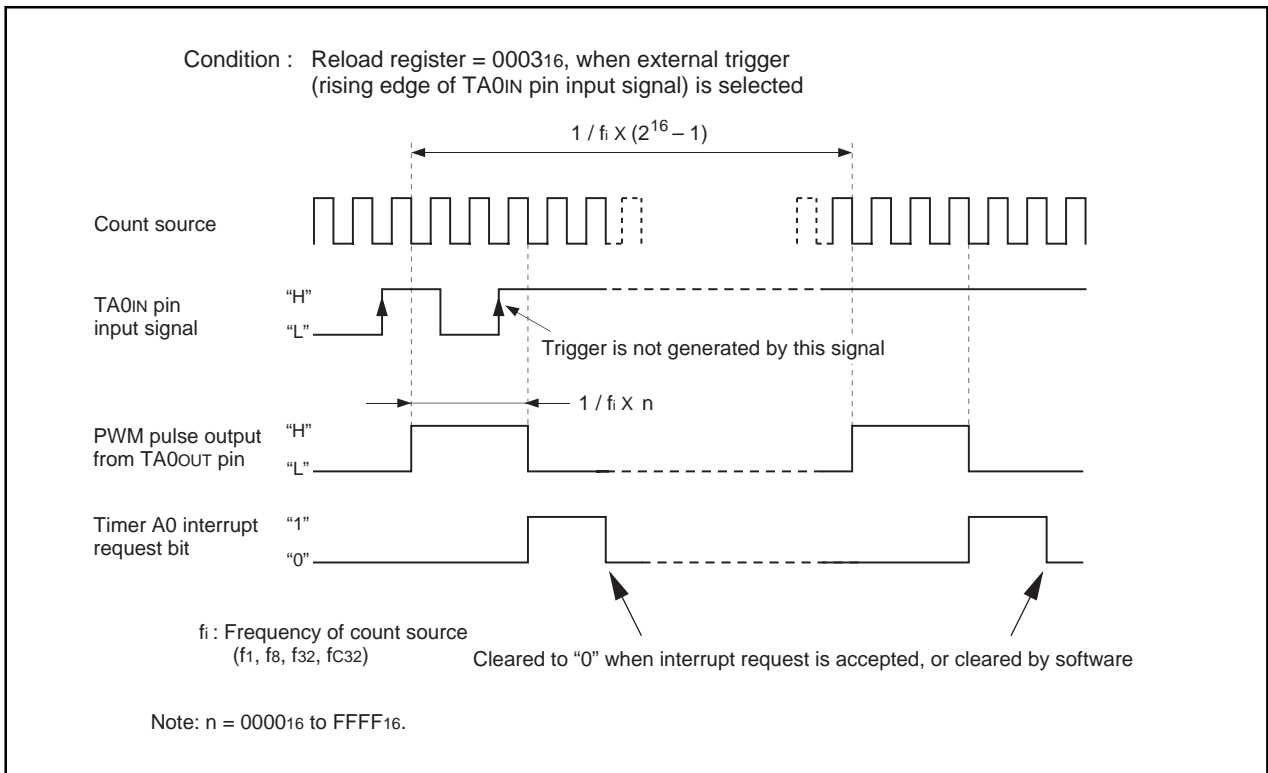 Condition : Reload register = 000316, when external trigger
(rising edge of TA0IN pin input signal) is selected
1 / fi X (2^16 – 1)
Count source
TA0IN pin
input signal
“H”
“L”
Trigger is not generated by this signal
1 / fi X n
PWM pulse output
from TA0OUT pin
“H”
“L”
Timer A0 interrupt
request bit
“1”
“0”
fi : Frequency of count source
(f1, f8, f32, fC32)
Cleared to “0” when interrupt request is accepted, or cleared by software
Note: n = 000016 to FFFF16.